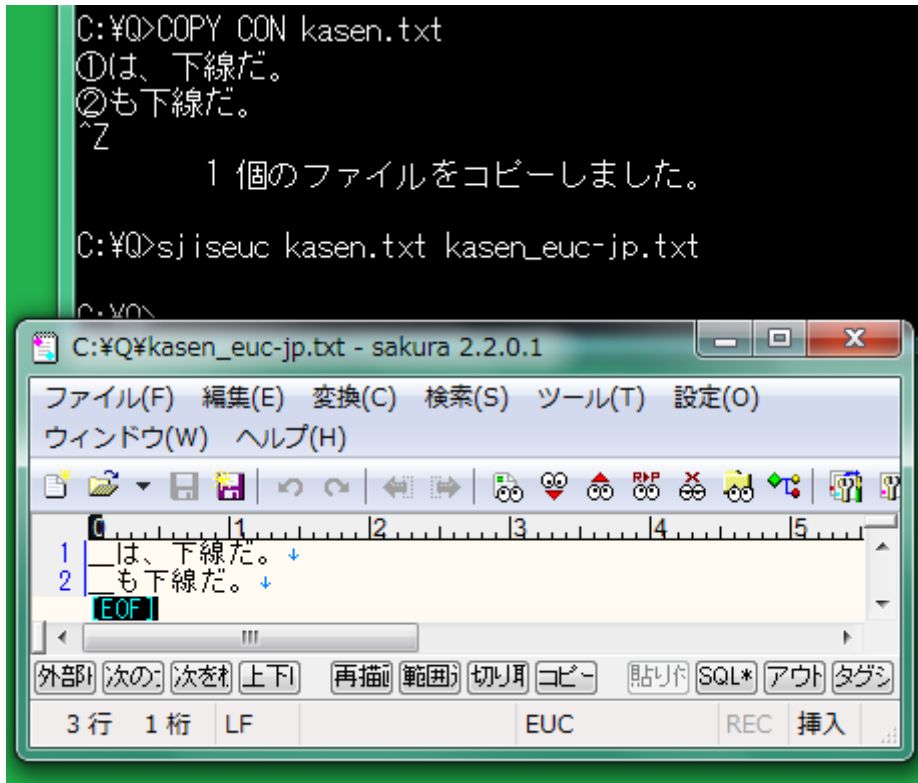 C:¥Q>COPY CON kasen.txt
①は、下線だ。
②も下線だ。
^Z
1 個のファイルをコピーしました。
C:¥Q>sjiseuc kasen.txt kasen_euc-jp.txt
C:¥Q>
C:¥Q¥kasen_euc-jp.txt - sakura 2.2.0.1
ファイル(F) 編集(E) 変換(C) 検索(S) ツール(T) 設定(O)
ウィンドウ(W) ヘルプ(H)
0 1 2 3 4 5
1 __は、下線だ。↓
2 __も下線だ。↓
[EOF]
外部 次の 次を 上下 再描画 範囲 切り コピー 貼り SQL* アウト タグ
3 行 1 桁 LF EUC REC 挿入